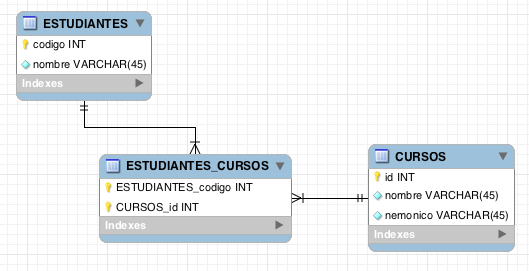 ESTUDIANTES
codigo INT
nombre VARCHAR(45)
Indexes
ESTUDIANTES_CURSOS
ESTUDIANTES_codigo INT
CURSOS_id INT
Indexes
CURSOS
id INT
nombre VARCHAR(45)
nemonico VARCHAR(45)
Indexes